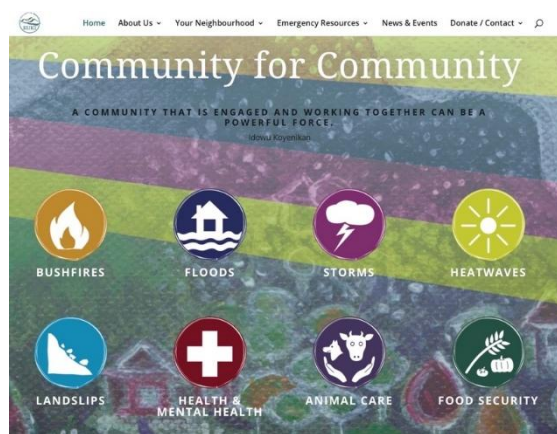 Home About Us Your Neighbourhood Emergency Resources News & Events Donate / Contact
Community for Community
A COMMUNITY THAT IS ENGAGED AND WORKING TOGETHER CAN BE A
POWERFUL FORCE.
Idowu Koyenikan
BUSHFIRES FLOODS STORMS HEATWAVES
LANDSLIPS HEALTH & ANIMAL CARE FOOD SECURITY
MENTAL HEALTH